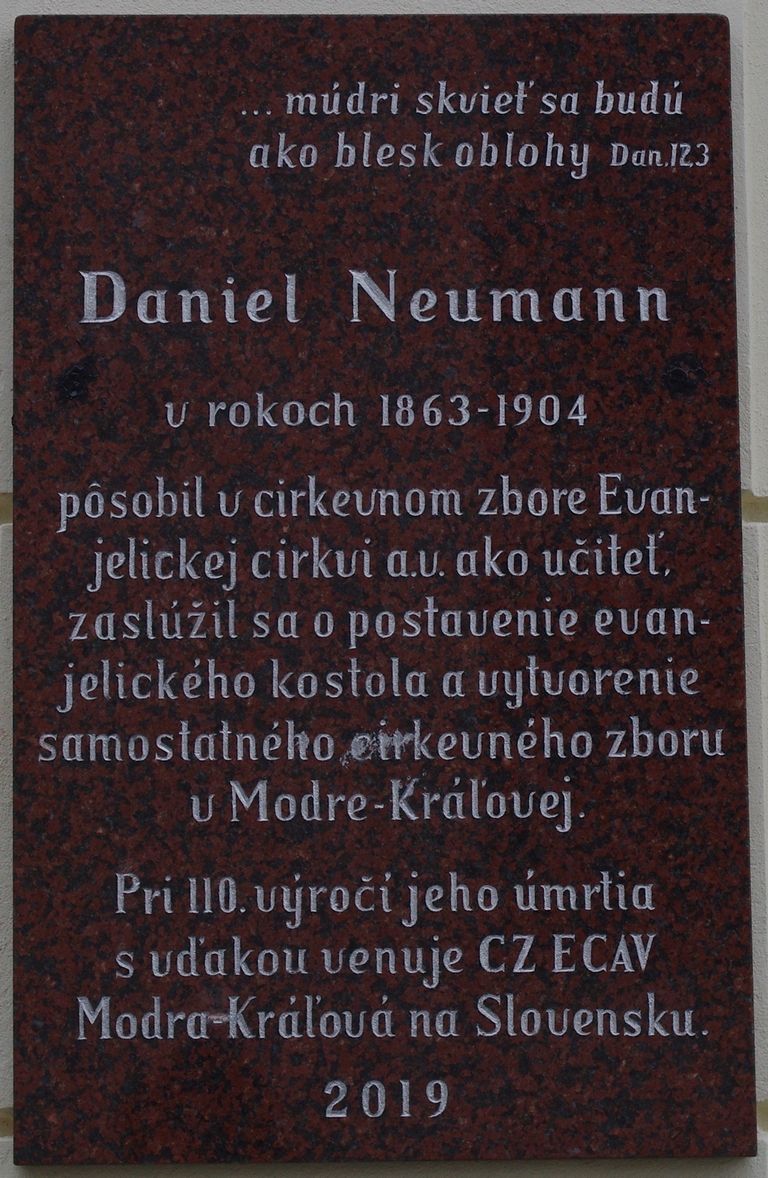 ... múdri skvieť sa budú
ako blesk oblohy Dan.12,3
Daniel Neumann
v rokoch 1863-1904
pôsobil v cirkevnom zbore Evan-
jelickej cirkvi a.v. ako učiteľ,
zaslúžil sa o postavenie evan-
jelického kostola a vytvorenie
samostatného cirkevného zboru
v Modre-Kráľovej.
Pri 110. výročí jeho úmrtia
s vďakou venuje CZ ECAV
Modra-Kráľová na Slovensku.
2019